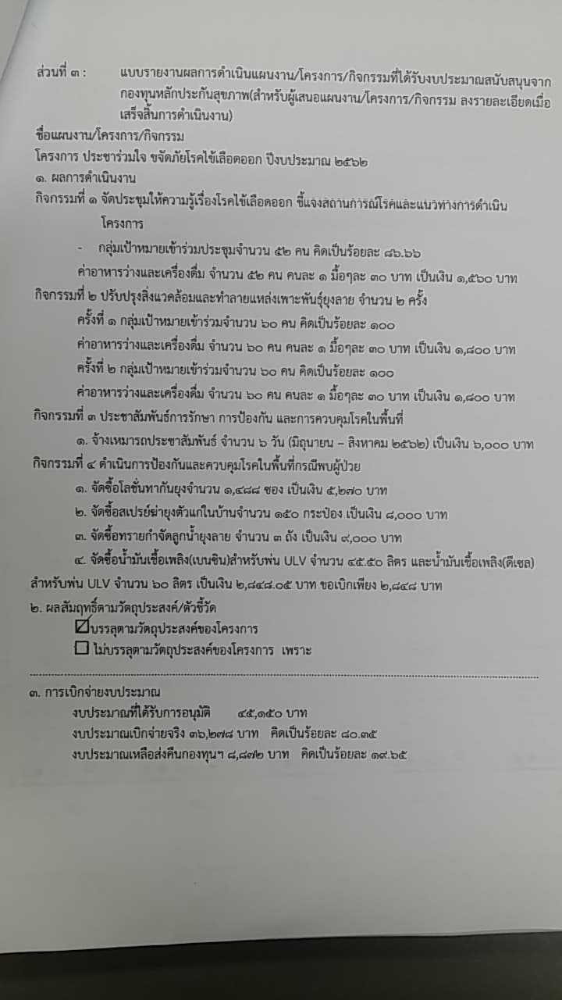 ส่วนที่ ๓ : แบบรายงานผลการดำเนินแผนงาน/โครงการ/กิจกรรมที่ได้รับงบประมาณสนับสนุนจาก
กองทุนหลักประกันสุขภาพ(สำหรับผู้เสนอแผนงาน/โครงการ/กิจกรรม ลงรายละเอียดเมื่อ
เสร็จสิ้นการดำเนินงาน)
ชื่อแผนงาน/โครงการ/กิจกรรม
โครงการ ประชาร่วมใจ ขจัดภัยโรคไข้เลือดออก ปีงบประมาณ ๒๕๖๒
๑. ผลการดำเนินงาน
กิจกรรมที่ ๑ จัดประชุมให้ความรู้เรื่องโรคไข้เลือดออก ชี้แจงสถานการณ์โรคและแนวทางการดำเนิน
โครงการ
- กลุ่มเป้าหมายเข้าร่วมประชุมจำนวน ๕๒ คน คิดเป็นร้อยละ ๘๖.๖๖
ค่าอาหารว่างและเครื่องดื่ม จำนวน ๕๒ คน คนละ ๑ มื้อๆละ ๓๐ บาท เป็นเงิน ๑,๕๖๐ บาท
กิจกรรมที่ ๒ ปรับปรุงสิ่งแวดล้อมและทำลายแหล่งเพาะพันธุ์ยุงลาย จำนวน ๒ ครั้ง
ครั้งที่ ๑ กลุ่มเป้าหมายเข้าร่วมจำนวน ๖๐ คน คิดเป็นร้อยละ ๑๐๐
ค่าอาหารว่างและเครื่องดื่ม จำนวน ๖๐ คน คนละ ๑ มื้อๆละ ๓๐ บาท เป็นเงิน ๑,๘๐๐ บาท
ครั้งที่ ๒ กลุ่มเป้าหมายเข้าร่วมจำนวน ๖๐ คน คิดเป็นร้อยละ ๑๐๐
ค่าอาหารว่างและเครื่องดื่ม จำนวน ๖๐ คน คนละ ๑ มื้อๆละ ๓๐ บาท เป็นเงิน ๑,๘๐๐ บาท
กิจกรรมที่ ๓ ประชาสัมพันธ์การรักษา การป้องกัน และการควบคุมโรคในพื้นที่
๑. จ้างเหมารถประชาสัมพันธ์ จำนวน ๖ วัน (มิถุนายน – สิงหาคม ๒๕๖๒) เป็นเงิน ๖,๐๐๐ บาท
กิจกรรมที่ ๔ ดำเนินการป้องกันและควบคุมโรคในพื้นที่กรณีพบผู้ป่วย
๑. จัดซื้อโลชั่นทากันยุงจำนวน ๑,๔๘๘ ซอง เป็นเงิน ๕,๒๗๐ บาท
๒. จัดซื้อสเปรย์ฆ่ายุงตัวแก่ในบ้านจำนวน ๑๕๐ กระป๋อง เป็นเงิน ๘,๐๐๐ บาท
๓. จัดซื้อทรายกำจัดลูกน้ำยุงลาย จำนวน ๓ ถัง เป็นเงิน ๙,๐๐๐ บาท
๔. จัดซื้อน้ำมันเชื้อเพลิง(เบนซิน)สำหรับพ่น ULV จำนวน ๔๕.๕๐ ลิตร และน้ำมันเชื้อเพลิง(ดีเซล)
สำหรับพ่น ULV จำนวน ๖๐ ลิตร เป็นเงิน ๒,๘๔๘.๐๕ บาท ขอเบิกเพียง ๒,๘๔๘ บาท
๒. ผลสัมฤทธิ์ตามวัตถุประสงค์/ตัวชี้วัด
☑บรรลุตามวัตถุประสงค์ของโครงการ
☐ ไม่บรรลุตามวัตถุประสงค์ของโครงการ เพราะ
๓. การเบิกจ่ายงบประมาณ
งบประมาณที่ได้รับการอนุมัติ ๔๕,๑๕๐ บาท
งบประมาณเบิกจ่ายจริง ๓๖,๒๗๘ บาท คิดเป็นร้อยละ ๘๐.๓๕
งบประมาณเหลือส่งคืนกองทุนฯ ๘,๘๗๒ บาท คิดเป็นร้อยละ ๑๙.๖๕